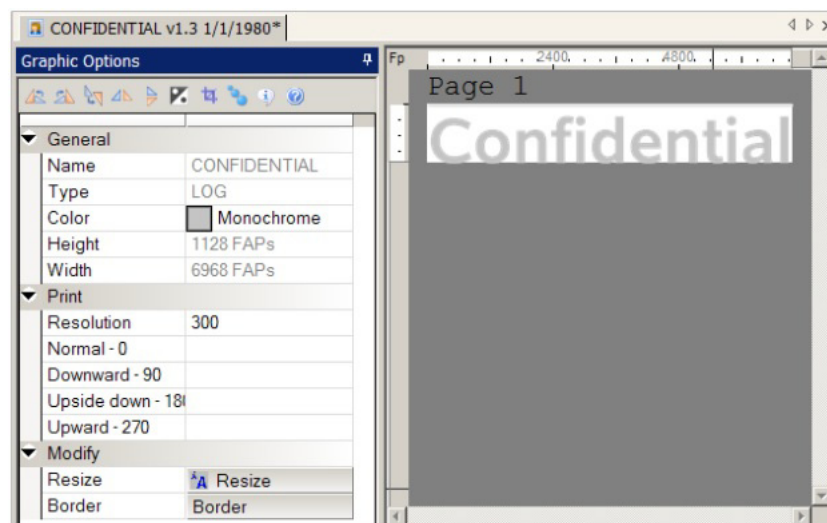 CONFIDENTIAL v1.3 1/1/1980*
Graphic Options
General
Name CONFIDENTIAL
Type LOG
Color Monochrome
Height 1128 FAPs
Width 6968 FAPs
Print
Resolution 300
Normal - 0
Downward - 90
Upside down - 180
Upward - 270
Modify
Resize Resize
Border Border
Fp 2400 4800
Page 1
Confidential